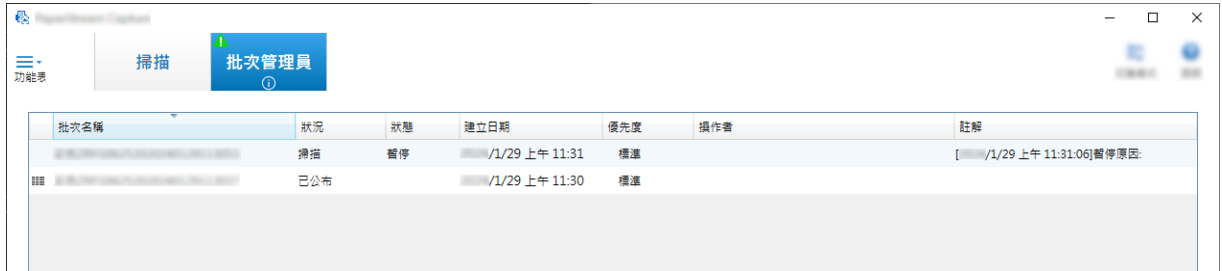 功能表
掃描
批次管理員
批次名稱 狀況 狀態 建立日期 優先度 操作者 註解
掃描 暫停 /1/29 上午 11:31 標準 [ /1/29 上午 11:31:06]暫停原因:
已公布 /1/29 上午 11:30 標準